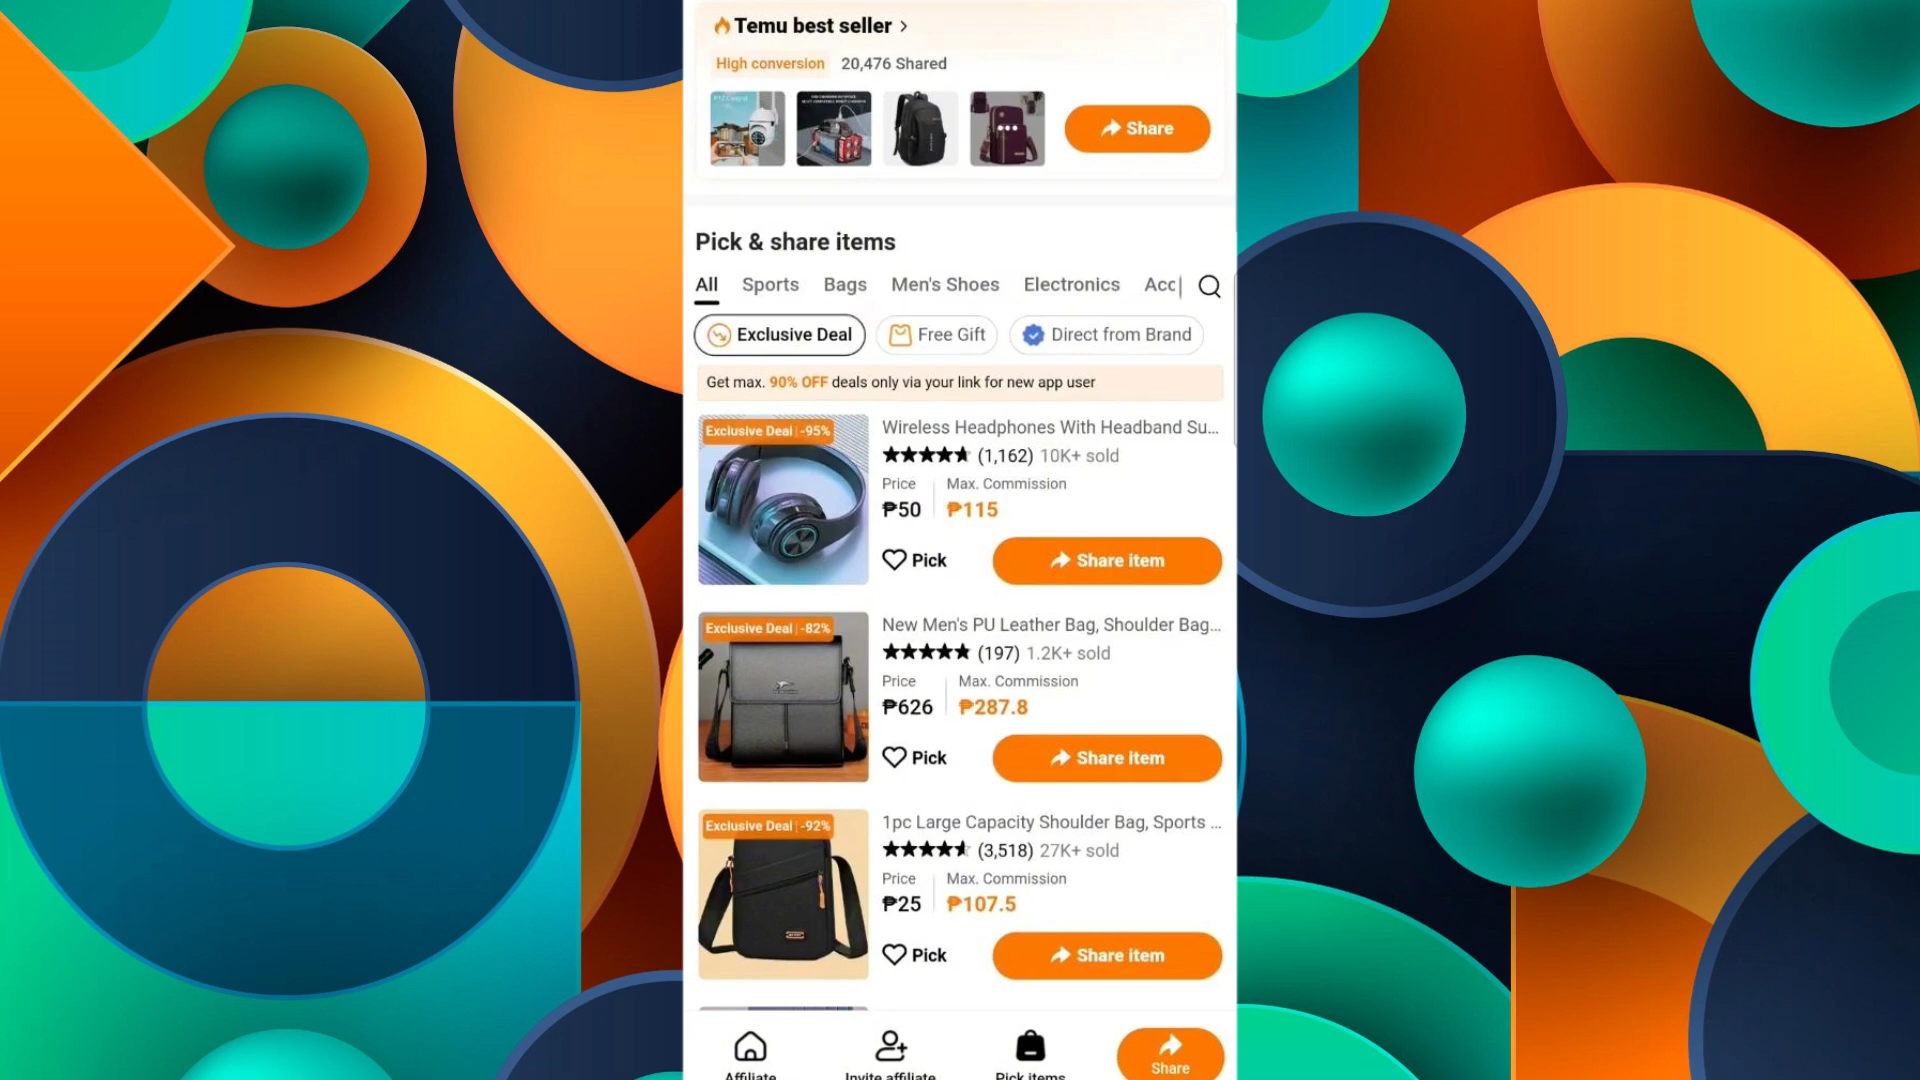 Temu best seller >
High conversion 20,476 Shared
Share
Pick & share items
All Sports Bags Men's Shoes Electronics Acc
Exclusive Deal Free Gift Direct from Brand
Get max. 90% OFF deals only via your link for new app user
Exclusive Deal | -95%
Wireless Headphones With Headband Su...
(1,162) 10K+ sold
Price Max. Commission
₱50 ₱115
Pick Share item
Exclusive Deal | -82%
New Men's PU Leather Bag, Shoulder Bag...
(197) 1.2K+ sold
Price Max. Commission
₱626 ₱287.8
Pick Share item
Exclusive Deal | -92%
1pc Large Capacity Shoulder Bag, Sports ...
(3,518) 27K+ sold
Price Max. Commission
₱25 ₱107.5
Pick Share item
Affiliate Invite affiliate Pick items Share